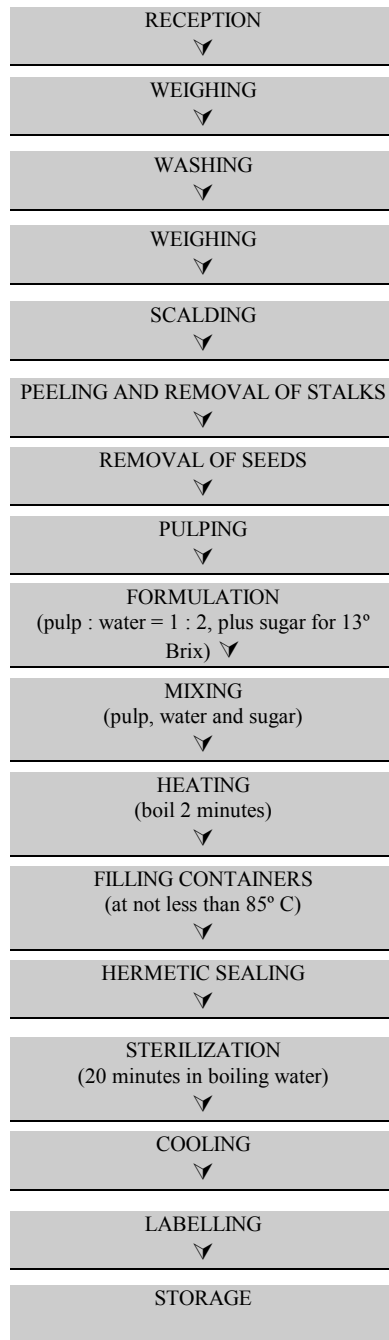 RECEPTION
WEIGHING
WASHING
WEIGHING
SCALDING
PEELING AND REMOVAL OF STALKS
REMOVAL OF SEEDS
PULPING
FORMULATION
(pulp : water = 1 : 2, plus sugar for 13º
Brix)
MIXING
(pulp, water and sugar)
HEATING
(boil 2 minutes)
FILLING CONTAINERS
(at not less than 85º C)
HERMETIC SEALING
STERILIZATION
(20 minutes in boiling water)
COOLING
LABELLING
STORAGE